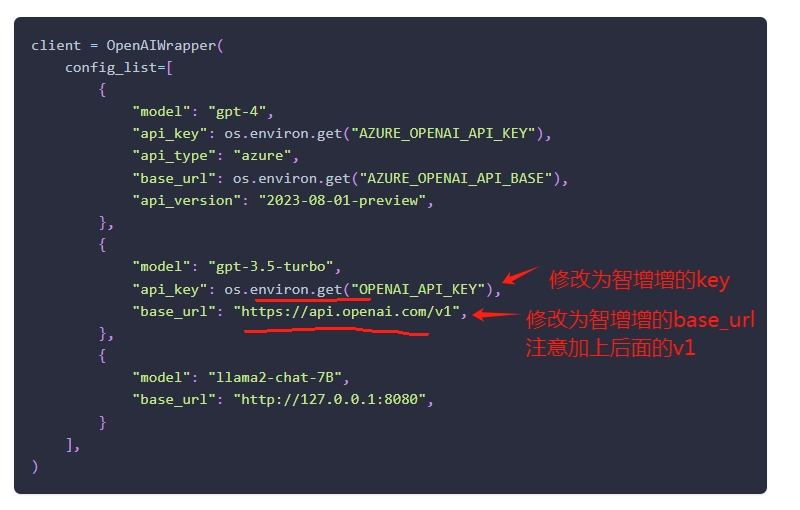 client = OpenAIWrapper(
    config_list=[
        {
            "model": "gpt-4",
            "api_key": os.environ.get("AZURE_OPENAI_API_KEY"),
            "api_type": "azure",
            "base_url": os.environ.get("AZURE_OPENAI_API_BASE"),
            "api_version": "2023-08-01-preview",
        },
        {
            "model": "gpt-3.5-turbo",
            "api_key": os.environ.get("OPENAI_API_KEY"),
            "base_url": "https://api.openai.com/v1",
        },
        {
            "model": "llama2-chat-7B",
            "base_url": "http://127.0.0.1:8080",
        }
    ],
)
修改为智增增的key
修改为智增增的base_url
注意加上后面的v1